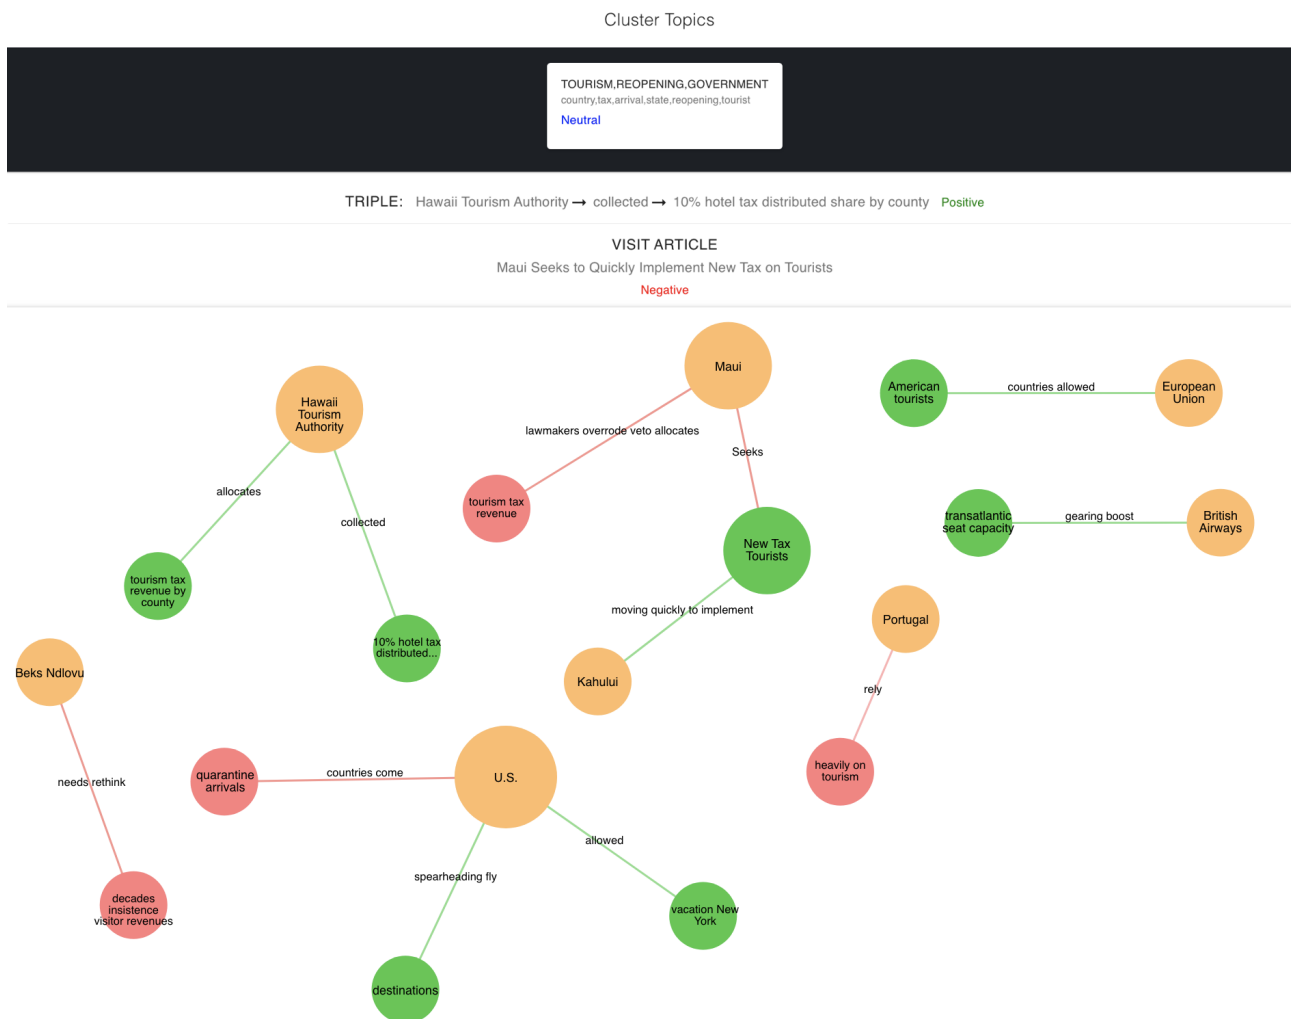 Cluster Topics
TOURISM,REOPENING,GOVERNMENT
country,tax,arrival,state,reopening,tourist
Neutral
TRIPLE: Hawaii Tourism Authority → collected → 10% hotel tax distributed share by county Positive
VISIT ARTICLE
Maui Seeks to Quickly Implement New Tax on Tourists
Negative
Hawaii
Tourism
Authority
allocates
collected
tourism tax
revenue by
county
10% hotel tax
distributed...
Maui
lawmakers overrode veto allocates
Seeks
tourism tax
revenue
New Tax
Tourists
moving quickly to implement
Kahului
American
tourists
countries allowed
European
Union
transatlantic
seat capacity
gearing boost
British
Airways
Portugal
rely
heavily on
tourism
Beks Ndlovu
needs rethink
decades
insistence
visitor revenues
quarantine
arrivals
countries come
U.S.
allowed
spearheading fly
vacation New
York
destinations